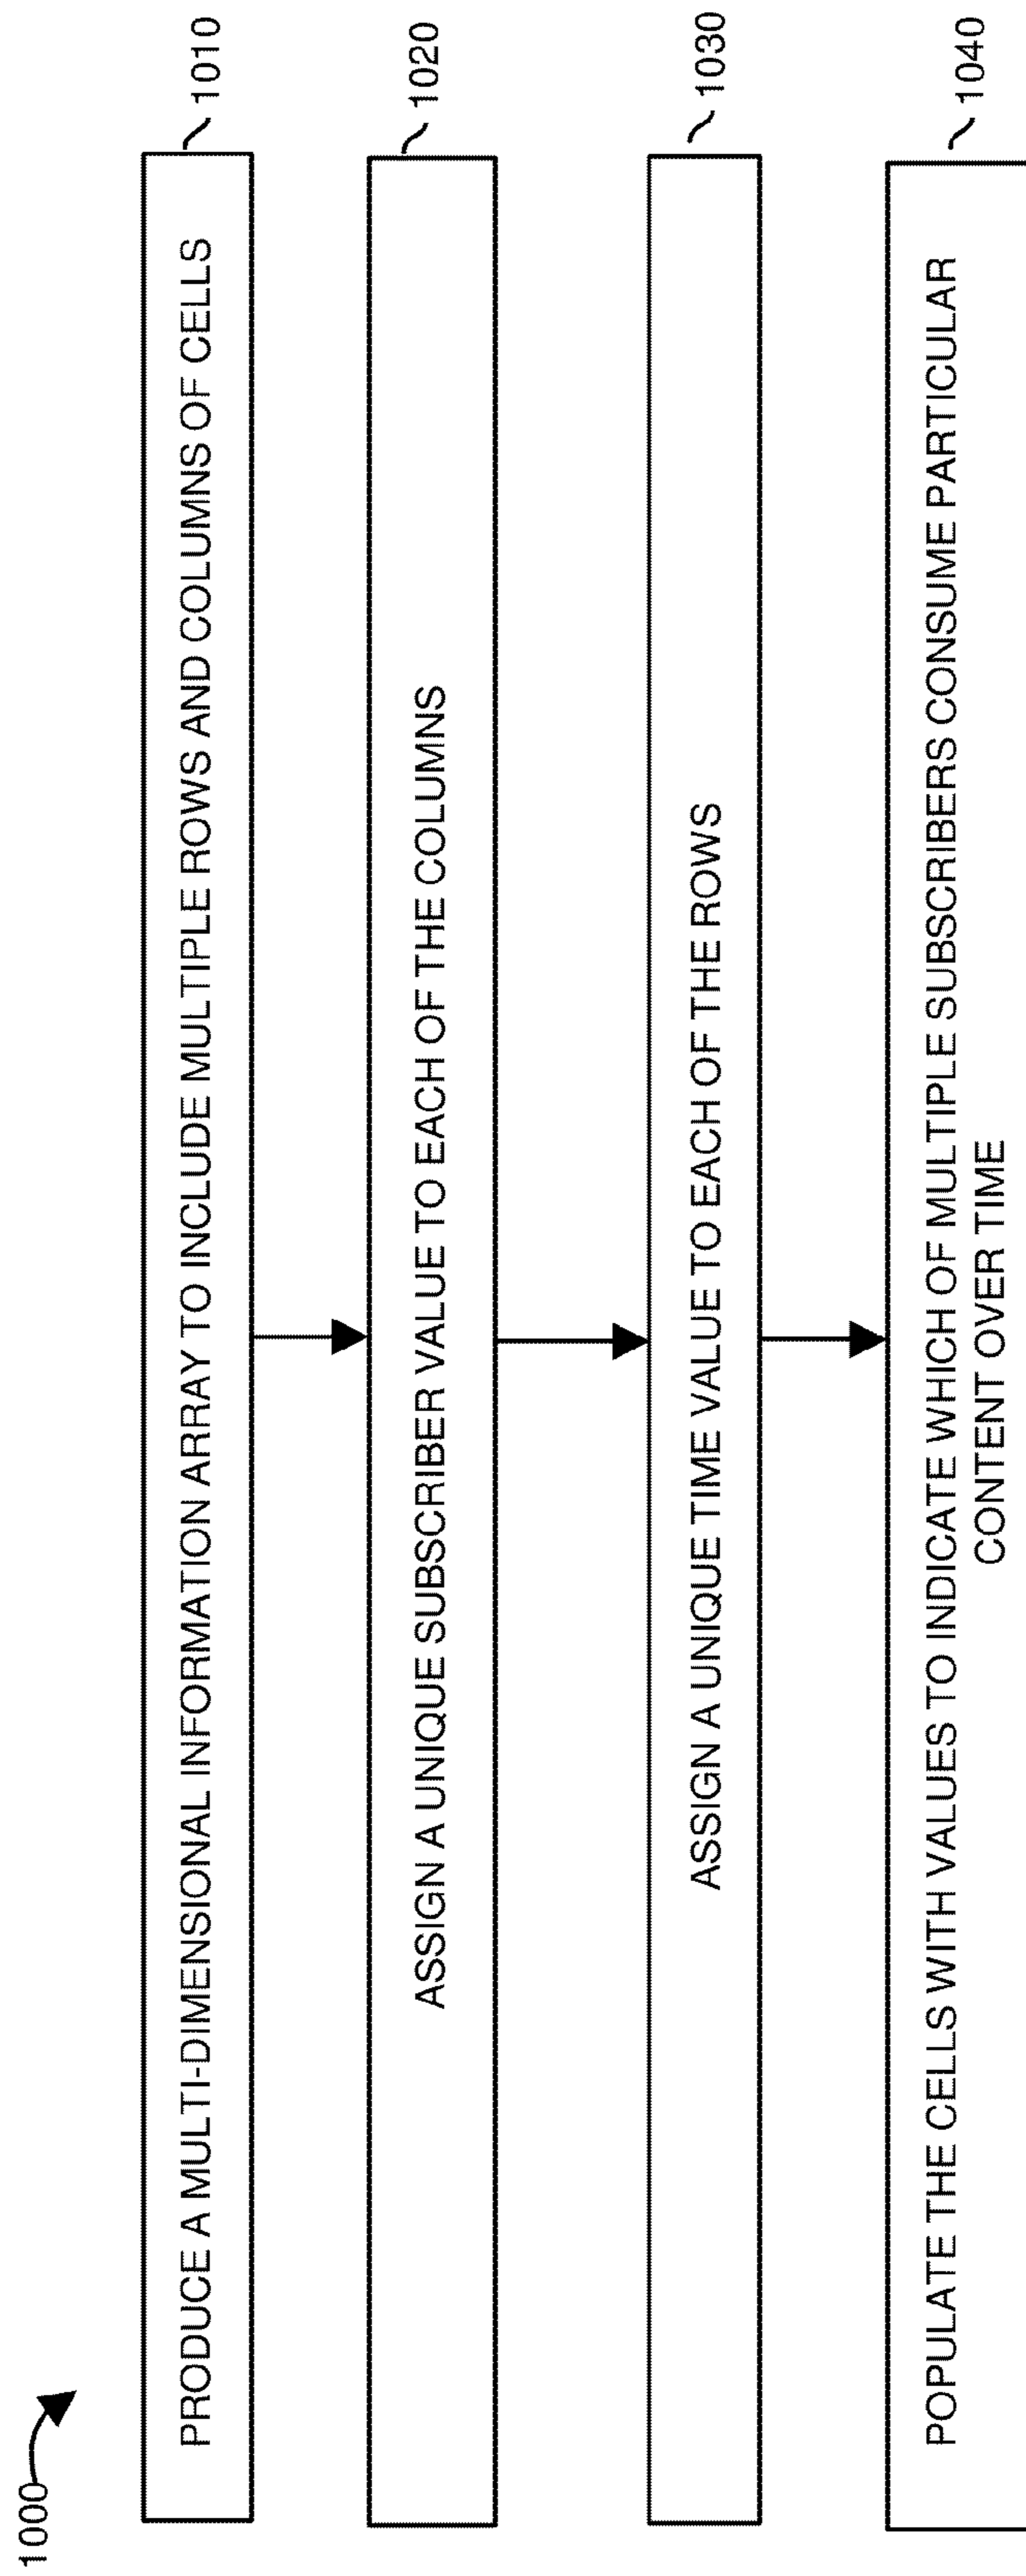 1000
PRODUCE A MULTI-DIMENSIONAL INFORMATION ARRAY TO INCLUDE MULTIPLE ROWS AND COLUMNS OF CELLS
1010
ASSIGN A UNIQUE SUBSCRIBER VALUE TO EACH OF THE COLUMNS
1020
ASSIGN A UNIQUE TIME VALUE TO EACH OF THE ROWS
1030
POPULATE THE CELLS WITH VALUES TO INDICATE WHICH OF MULTIPLE SUBSCRIBERS CONSUME PARTICULAR
CONTENT OVER TIME
1040